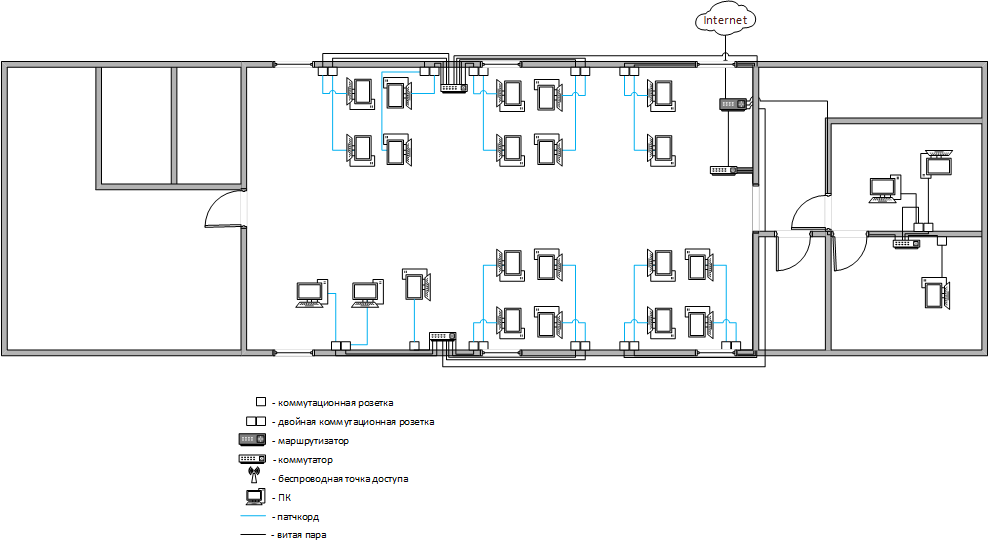 Internet
- коммутационная розетка
- двойная коммутационная розетка
- маршрутизатор
- коммутатор
- беспроводная точка доступа
- ПК
- патчкорд
- витая пара